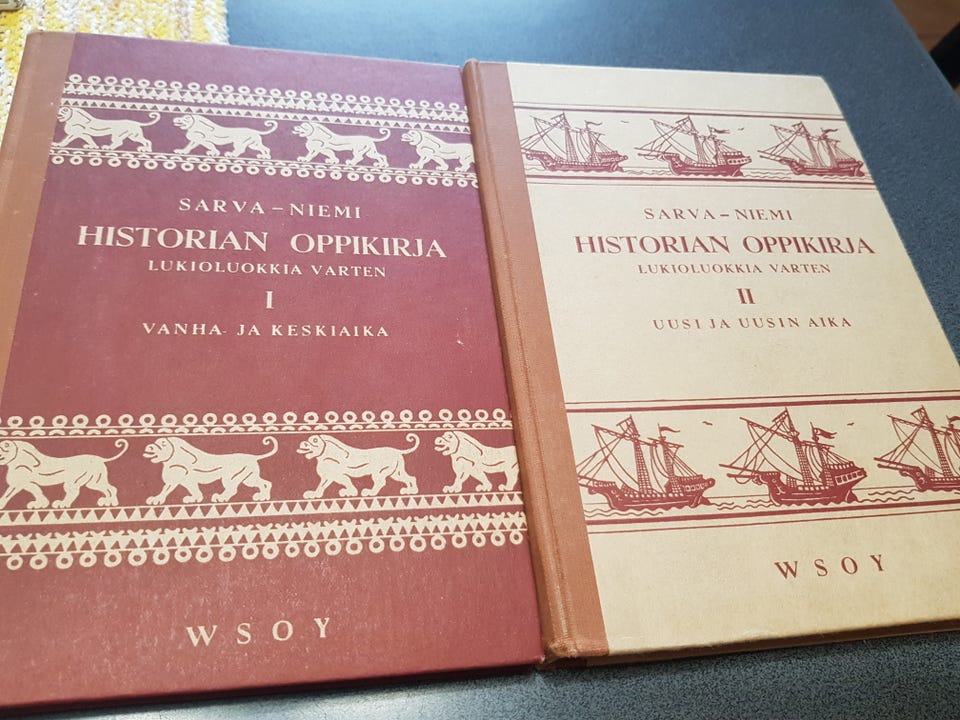 SARVA – NIEMI
HISTORIAN OPPIKIRJA
LUKIOLUOKKIA VARTEN
I
VANHA- JA KESKIAIKA
WSOY
SARVA – NIEMI
HISTORIAN OPPIKIRJA
LUKIOLUOKKIA VARTEN
II
UUSI JA UUSIN AIKA
WSOY